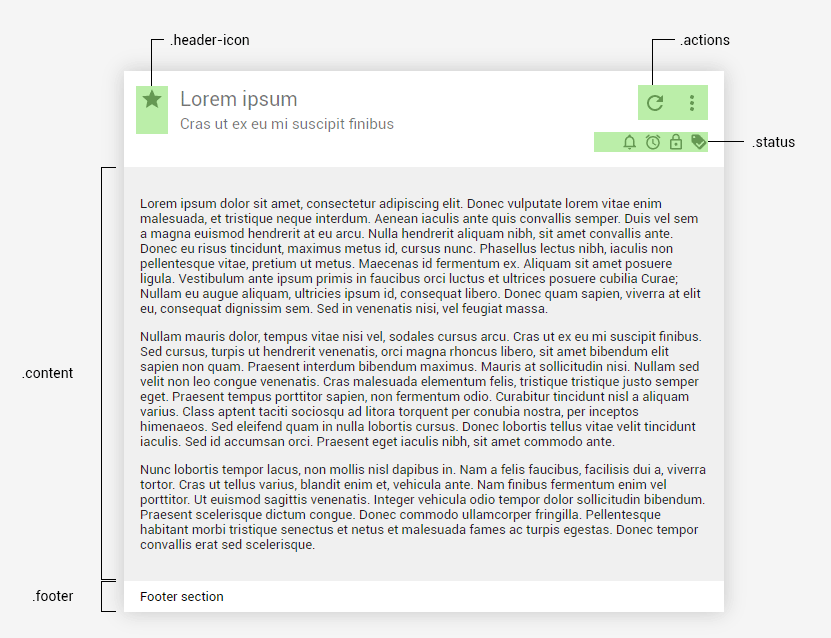 .header-icon
.actions
Lorem ipsum
Cras ut ex eu mi suscipit finibus
.status
Lorem ipsum dolor sit amet, consectetur adipiscing elit. Donec vulputate lorem vitae enim
malesuada, et tristique neque interdum. Aenean iaculis ante quis convallis semper. Duis vel sem
a magna euismod hendrerit at eu arcu. Nulla hendrerit aliquam nibh, sit amet convallis ante.
Donec eu risus tincidunt, maximus metus id, cursus nunc. Phasellus lectus nibh, iaculis non
pellentesque vitae, pretium ut metus. Maecenas id fermentum ex. Aliquam sit amet posuere
ligula. Vestibulum ante ipsum primis in faucibus orci luctus et ultrices posuere cubilia Curae;
Nullam eu augue aliquam, ultricies ipsum id, consequat libero. Donec quam sapien, viverra at elit
eu, consequat dignissim sem. Sed in venenatis nisi, vel feugiat massa.
Nullam mauris dolor, tempus vitae nisi vel, sodales cursus arcu. Cras ut ex eu mi suscipit finibus.
Sed cursus, turpis ut hendrerit venenatis, orci magna rhoncus libero, sit amet bibendum elit
sapien non quam. Praesent interdum bibendum maximus. Mauris at sollicitudin nisi. Nullam sed
.content
velit non leo congue venenatis. Cras malesuada elementum felis, tristique tristique justo semper
eget. Praesent tempus porttitor sapien, non fermentum odio. Curabitur tincidunt nisl a aliquam
varius. Class aptent taciti sociosqu ad litora torquent per conubia nostra, per inceptos
himenaeos. Sed eleifend quam in nulla lobortis cursus. Donec lobortis tellus vitae velit tincidunt
iaculis. Sed id accumsan orci. Praesent eget iaculis nibh, sit amet commodo ante.
Nunc lobortis tempor lacus, non mollis nisl dapibus in. Nam a felis faucibus, facilisis dui a, viverra
tortor. Cras ut tellus varius, blandit enim et, vehicula ante. Nam finibus fermentum enim vel
porttitor. Ut euismod sagittis venenatis. Integer vehicula odio tempor dolor sollicitudin bibendum.
Praesent scelerisque dictum congue. Donec commodo ullamcorper fringilla. Pellentesque
habitant morbi tristique senectus et netus et malesuada fames ac turpis egestas. Donec tempor
convallis erat sed scelerisque.
.footer
Footer section